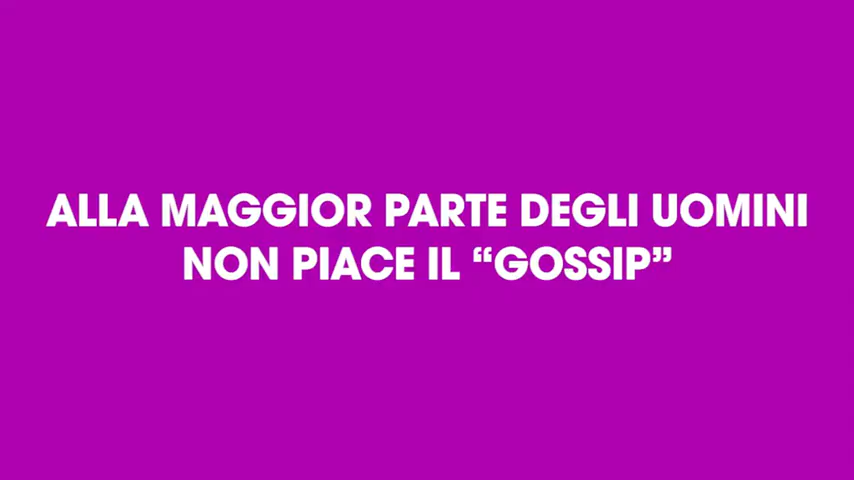 ALLA MAGGIOR PARTE DEGLI UOMINI
NON PIACE IL “GOSSIP”